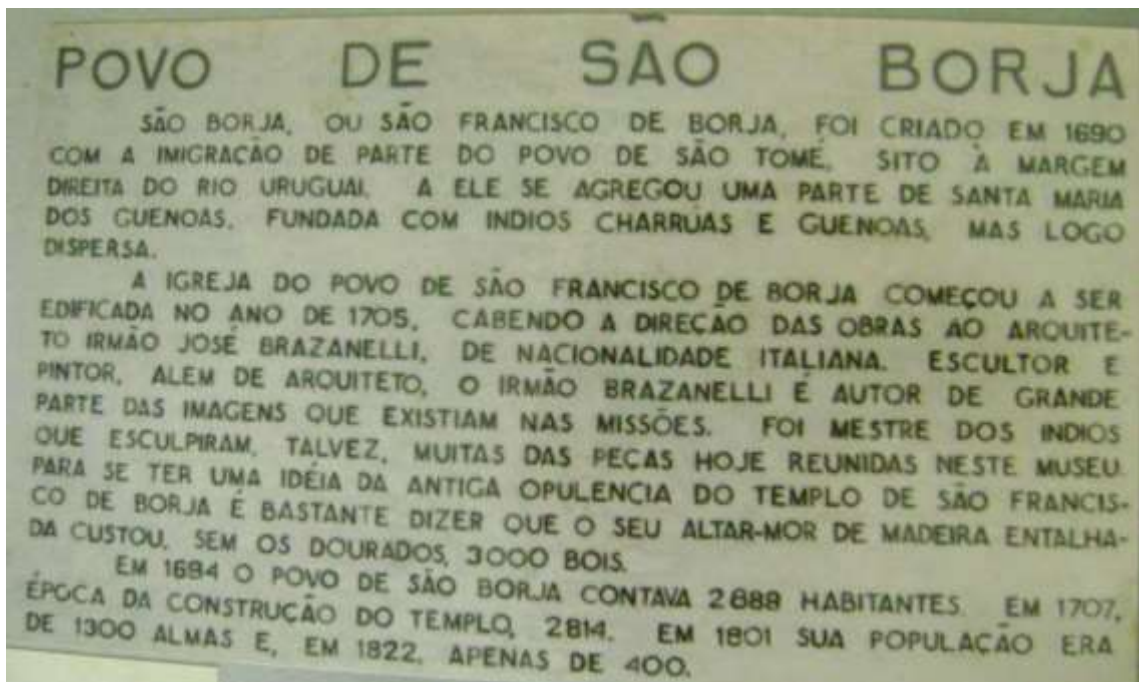 POVO DE SÃO BORJA
SÃO BORJA, OU SÃO FRANCISCO DE BORJA, FOI CRIADO EM 1690
COM A IMIGRAÇÃO DE PARTE DO POVO DE SÃO TOMÉ, SITO À MARGEM
DIREITA DO RIO URUGUAI. A ELE SE AGREGOU UMA PARTE DE SANTA MARIA
DOS GUENOAS, FUNDADA COM INDIOS CHARRUAS E GUENOAS, MAS LOGO
DISPERSA.
A IGREJA DO POVO DE SÃO FRANCISCO DE BORJA COMEÇOU A SER
EDIFICADA NO ANO DE 1705, CABENDO A DIREÇÃO DAS OBRAS AO ARQUITE-
TO IRMÃO JOSÉ BRAZANELLI, DE NACIONALIDADE ITALIANA. ESCULTOR E
PINTOR, ALEM DE ARQUITETO, O IRMÃO BRAZANELLI É AUTOR DE GRANDE
PARTE DAS IMAGENS QUE EXISTIAM NAS MISSÕES. FOI MESTRE DOS INDIOS
QUE ESCULPIRAM, TALVEZ, MUITAS DAS PEÇAS HOJE REUNIDAS NESTE MUSEU.
PARA SE TER UMA IDÉIA DA ANTIGA OPULENCIA DO TEMPLO DE SÃO FRANCIS-
CO DE BORJA É BASTANTE DIZER QUE O SEU ALTAR-MOR DE MADEIRA ENTALHA-
DA CUSTOU, SEM OS DOURADOS, 3000 BOIS.
EM 1694 O POVO DE SÃO BORJA CONTAVA 2888 HABITANTES. EM 1707,
ÉPOCA DA CONSTRUÇÃO DO TEMPLO, 2814. EM 1801 SUA POPULAÇÃO ERA
DE 1300 ALMAS E, EM 1822, APENAS DE 400.